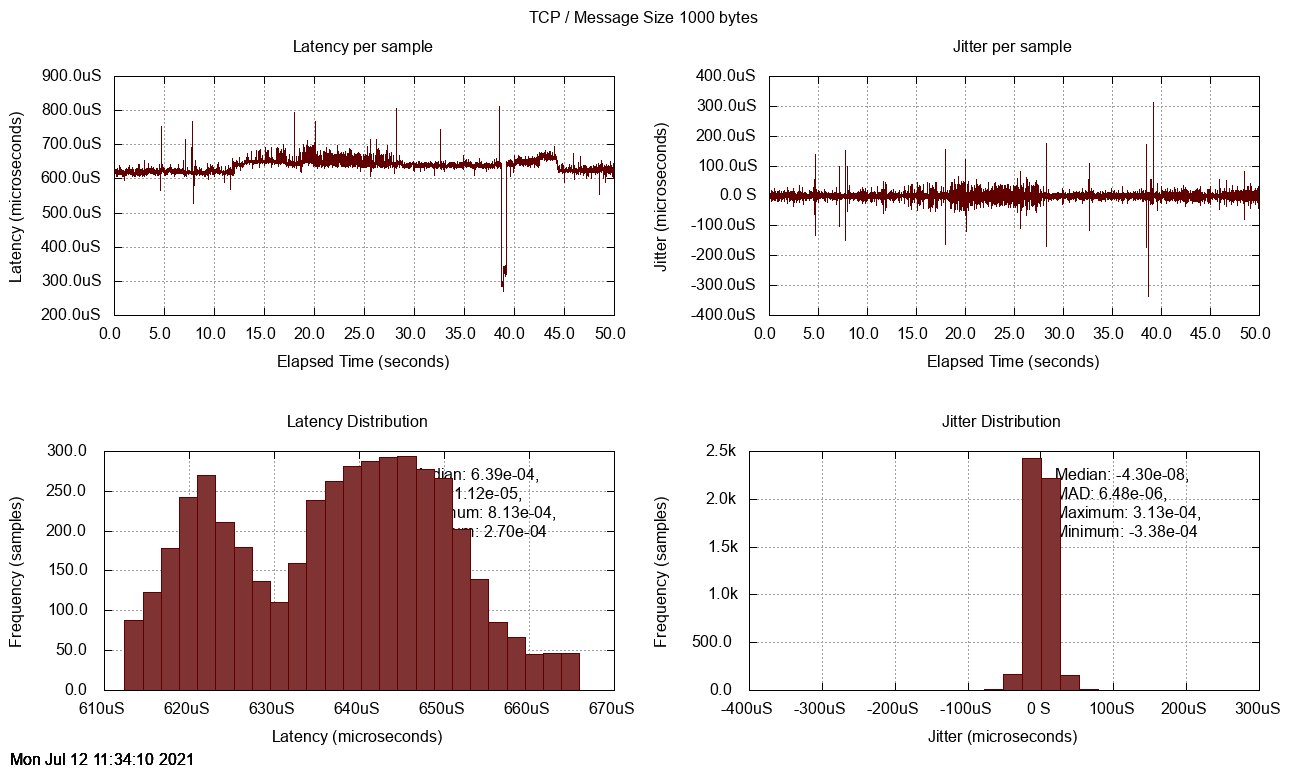 TCP / Message Size 1000 bytes
Latency per sample
900.0uS
800.0uS
700.0uS
600.0uS
500.0uS
400.0uS
300.0uS
200.0uS
Latency (microseconds)
0.0 5.0 10.0 15.0 20.0 25.0 30.0 35.0 40.0 45.0 50.0
Elapsed Time (seconds)
Jitter per sample
400.0uS
300.0uS
200.0uS
100.0uS
0.0 S
-100.0uS
-200.0uS
-300.0uS
-400.0uS
Jitter (microseconds)
0.0 5.0 10.0 15.0 20.0 25.0 30.0 35.0 40.0 45.0 50.0
Elapsed Time (seconds)
Latency Distribution
300.0
250.0
200.0
150.0
100.0
50.0
0.0
Frequency (samples)
6.39e-04,
1.12e-05,
8.13e-04,
2.70e-04
610uS 620uS 630uS 640uS 650uS 660uS 670uS
Latency (microseconds)
Jitter Distribution
2.5k
2.0k
1.5k
1.0k
500.0
0.0
Frequency (samples)
Median: -4.30e-08,
MAD: 6.48e-06,
Maximum: 3.13e-04,
Minimum: -3.38e-04
-400uS -300uS -200uS -100uS 0 S 100uS 200uS 300uS
Jitter (microseconds)
Mon Jul 12 11:34:10 2021